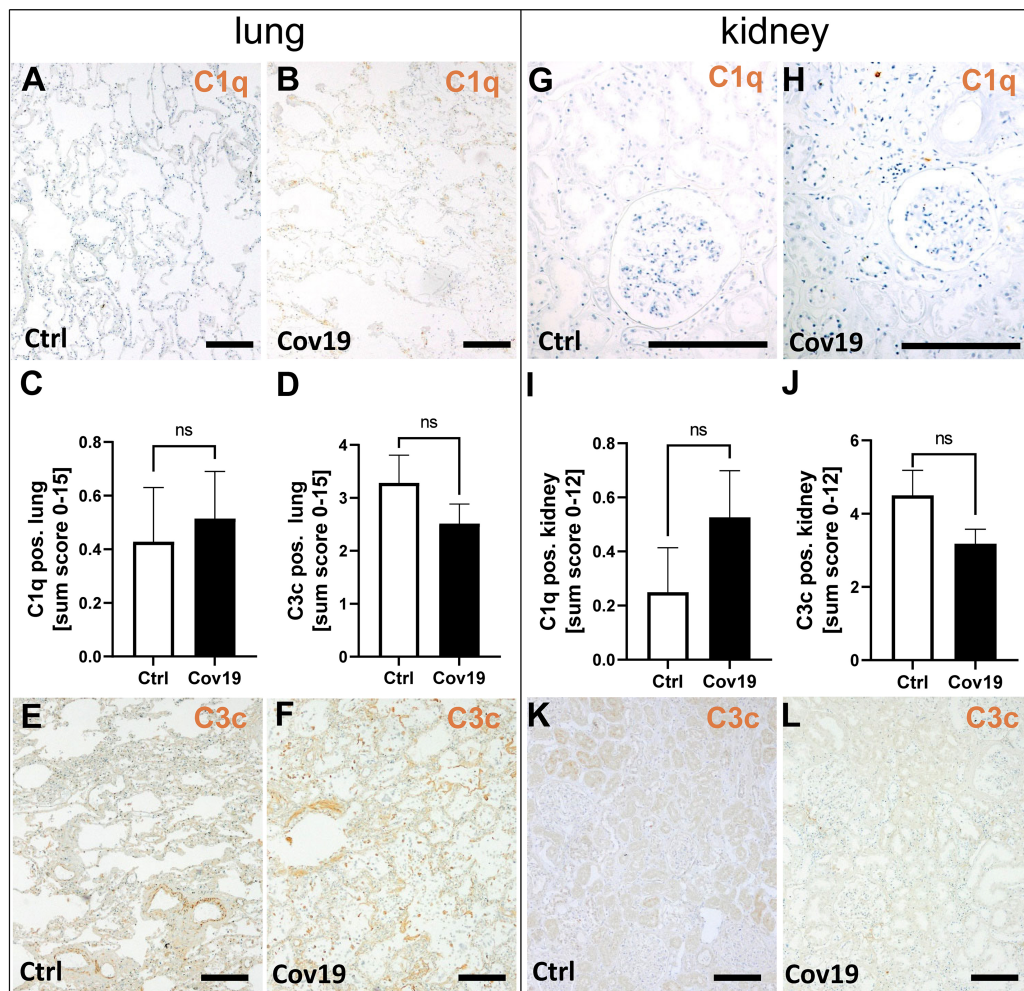 lung
kidney
A
C1q
Ctrl
B
C1q
Cov19
G
C1q
Ctrl
H
C1q
Cov19
C
C1q pos. lung
[sum score 0-15]
0.8
0.6
0.4
0.2
0.0
ns
Ctrl
Cov19
D
C3c pos. lung
[sum score 0-15]
4
3
2
1
0
ns
Ctrl
Cov19
I
C1q pos. kidney
[sum score 0-12]
0.8
0.6
0.4
0.2
0.0
ns
Ctrl
Cov19
J
C3c pos. kidney
[sum score 0-12]
6
4
2
0
ns
Ctrl
Cov19
E
C3c
Ctrl
F
C3c
Cov19
K
C3c
Ctrl
L
C3c
Cov19